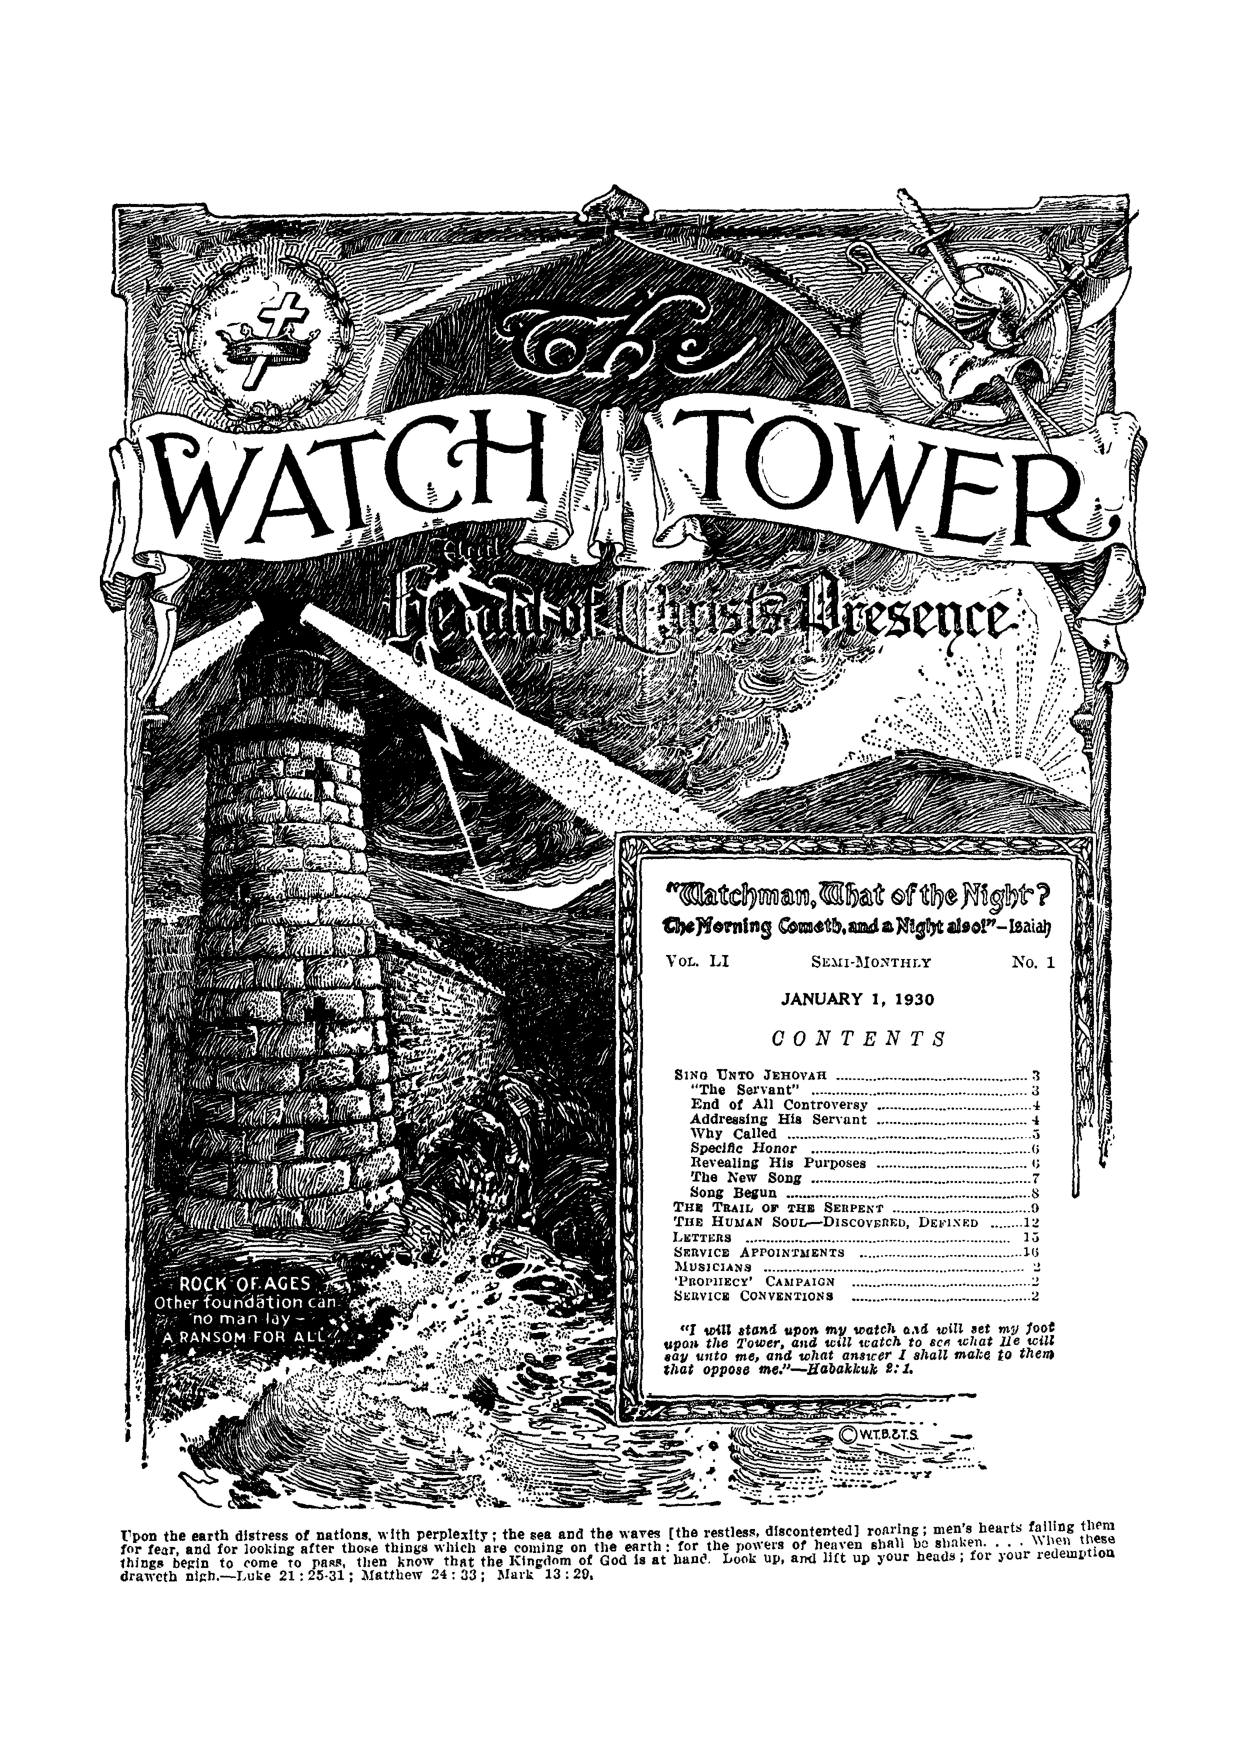 The
WATCH TOWER
And
Herald of Christ's Presence
"Watchman, What of the Night?
The Morning Cometh, and a Night also!"—Isaiah
VOL. LI SEMI-MONTHLY No. 1
JANUARY 1, 1930
CONTENTS
SING UNTO JEHOVAH 3
"The Servant" 3
End of All Controversy 4
Addressing His Servant 4
Why Called 5
Specific Honor 6
Revealing His Purposes 6
The New Song 7
Song Begun 8
THE TRAIL OF THE SERPENT 9
THE HUMAN SOUL—DISCOVERED, DEFINED 12
LETTERS 15
SERVICE APPOINTMENTS 16
MUSICIANS 2
'PROPHECY' CAMPAIGN 2
SERVICE CONVENTIONS 2
"I will stand upon my watch and will set my foot
upon the Tower, and will watch to see what He will
say unto me, and what answer I shall make to them
that oppose me."—Habakkuk 2:1.
ROCK OF AGES
Other foundation can
no man lay—
A RANSOM FOR ALL
©W.T.B.&T.S.
Upon the earth distress of nations, with perplexity; the sea and the waves [the restless, discontented] roaring; men's hearts failing them
for fear, and for looking after those things which are coming on the earth: for the powers of heaven shall be shaken. . . . When these
things begin to come to pass, then know that the Kingdom of God is at hand. Look up, and lift up your heads; for your redemption
draweth nigh.—Luke 21:25-31; Matthew 24:33; Mark 13:29.